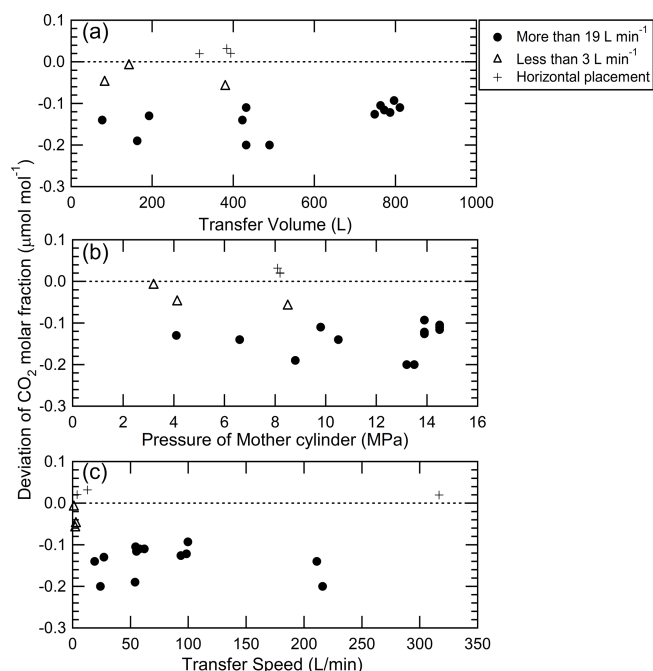 (a)
More than 19 L min⁻¹
Less than 3 L min⁻¹
Horizontal placement
0.1
0.0
-0.1
-0.2
-0.3
0 200 400 600 800 1000
Transfer Volume (L)
Deviation of CO₂ molar fraction (μmol mol⁻¹)
(b)
0.1
0.0
-0.1
-0.2
-0.3
0 2 4 6 8 10 12 14 16
Pressure of Mother cylinder (MPa)
(c)
0.1
0.0
-0.1
-0.2
-0.3
0 50 100 150 200 250 300 350
Transfer Speed (L/min)